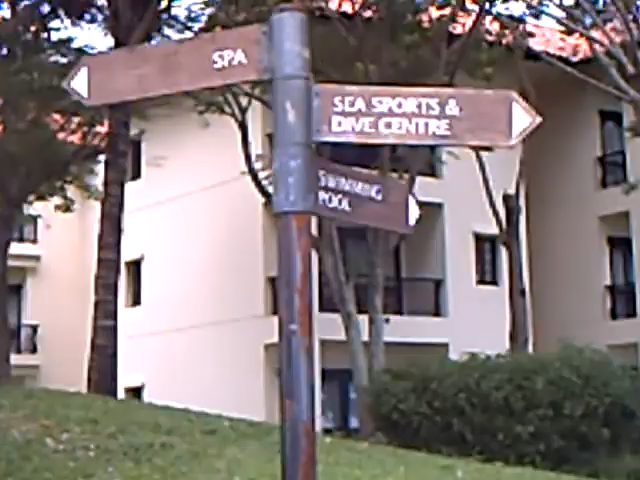 SPA
SEA SPORTS &
DIVE CENTRE
SWIMMING
POOL